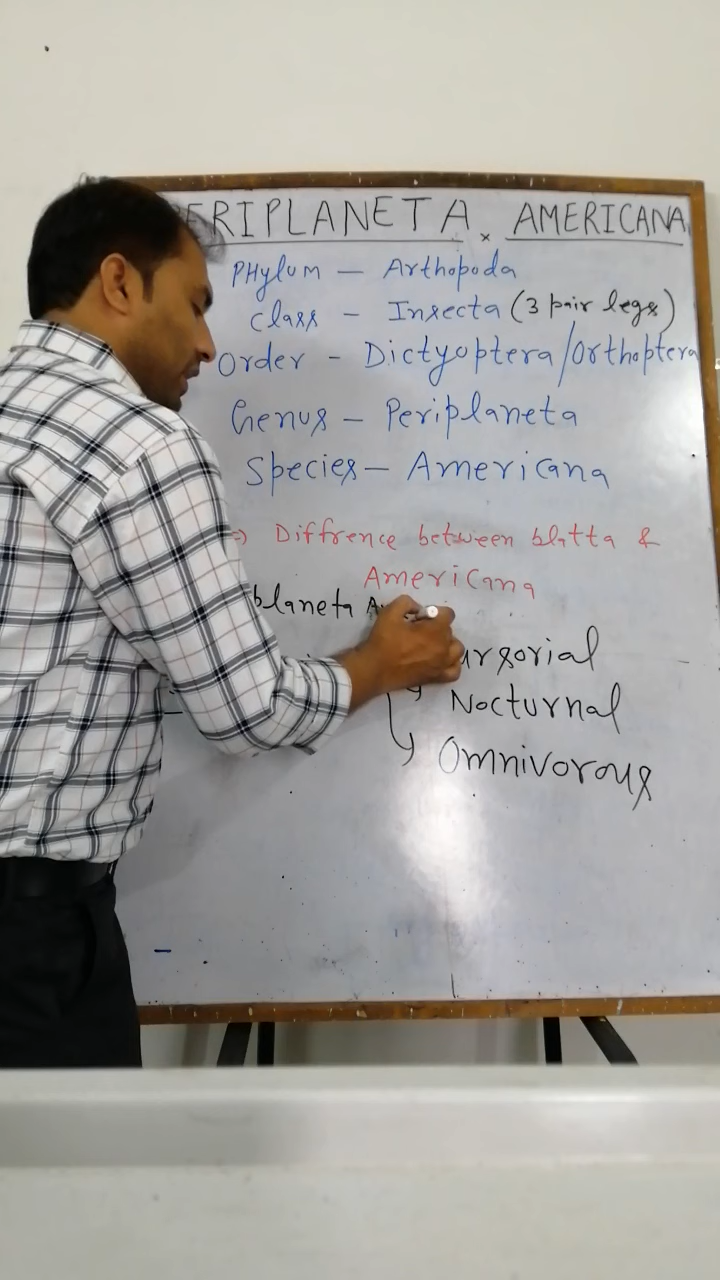 ERIPLANETA AMERICANA
PHylum - Arthopoda
Class - Insecta (3 pair legs)
Order - Dictyoptera/Orthoptera
Genus - Periplaneta
Species - Americana
=> Diffrence between blatta &
Americana
planeta A
ursorial
Nocturnal
Omnivorous